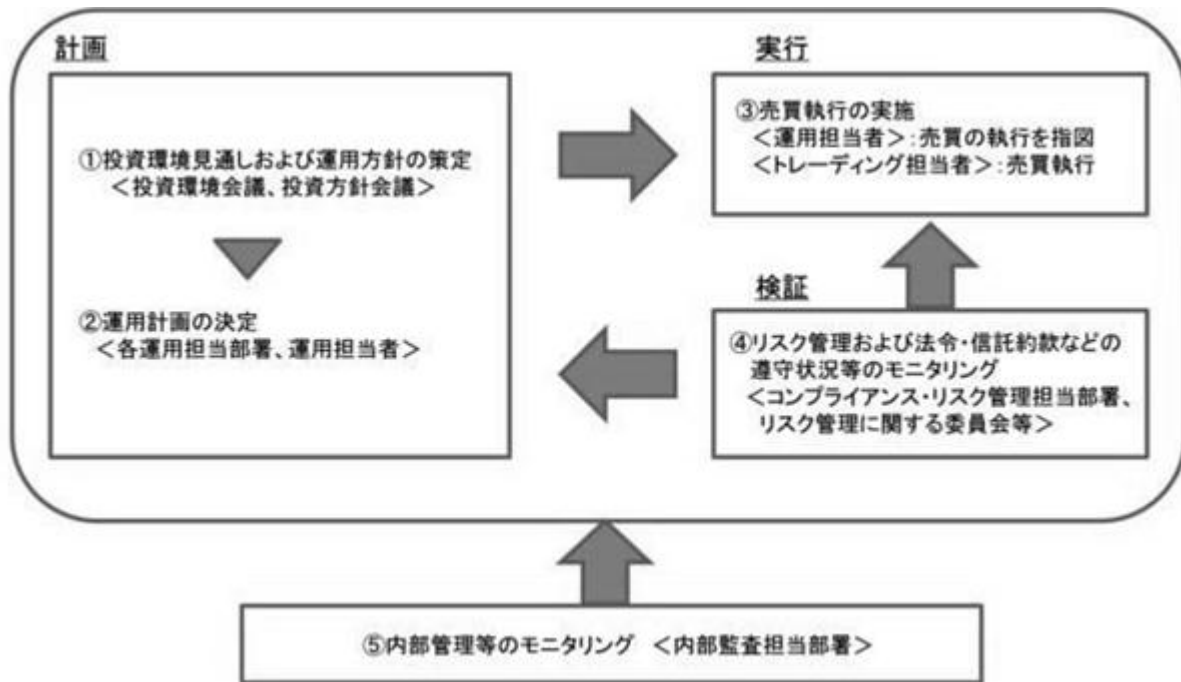 計画
①投資環境見通しおよび運用方針の策定
＜投資環境会議、投資方針会議＞
②運用計画の決定
＜各運用担当部署、運用担当者＞
実行
③売買執行の実施
＜運用担当者＞：売買の執行を指図
＜トレーディング担当者＞：売買執行
検証
④リスク管理および法令・信託約款などの
遵守状況等のモニタリング
＜コンプライアンス・リスク管理担当部署、
リスク管理に関する委員会等＞
⑤内部管理等のモニタリング ＜内部監査担当部署＞